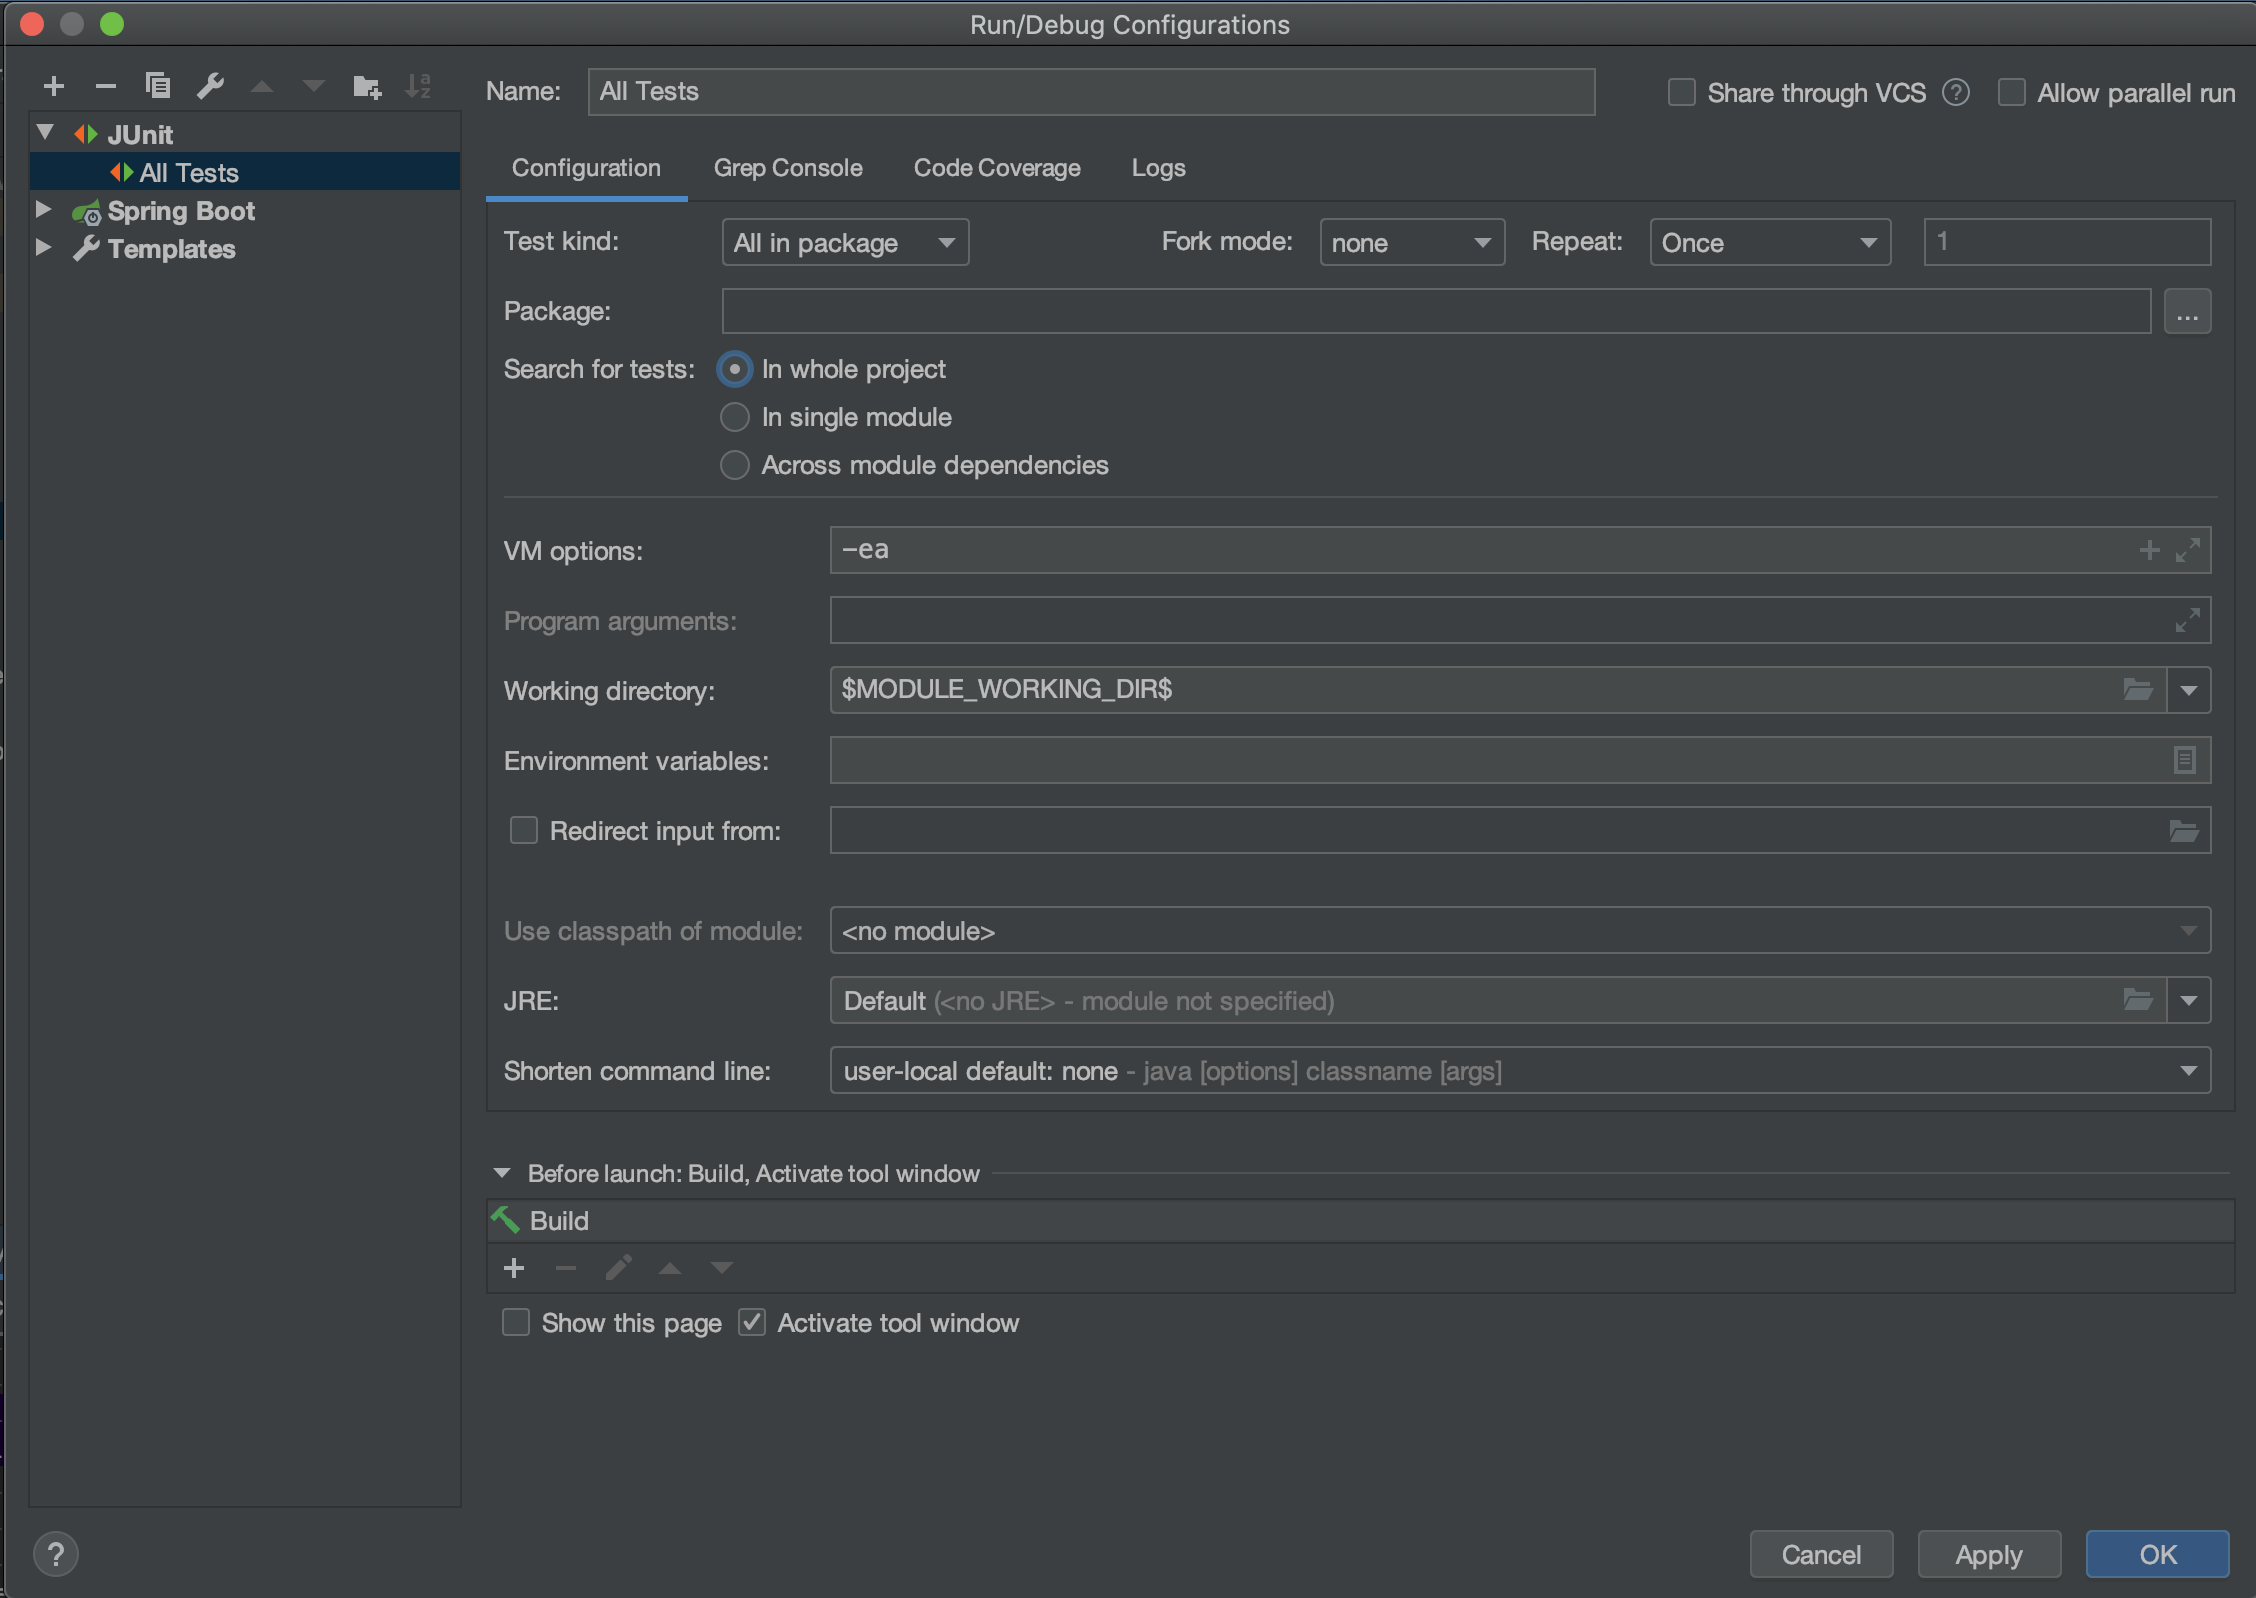 Run/Debug Configurations
Name: All Tests Share through VCS ? Allow parallel run
JUnit
All Tests
Spring Boot
Templates
Configuration Grep Console Code Coverage Logs
Test kind: All in package Fork mode: none Repeat: Once 1
Package: ...
Search for tests: In whole project
In single module
Across module dependencies
VM options: -ea
Program arguments:
Working directory: $MODULE_WORKING_DIR$
Environment variables:
Redirect input from:
Use classpath of module: <no module>
JRE: Default (<no JRE> - module not specified)
Shorten command line: user-local default: none - java [options] classname [args]
Before launch: Build, Activate tool window
Build
Show this page Activate tool window
? Cancel Apply OK